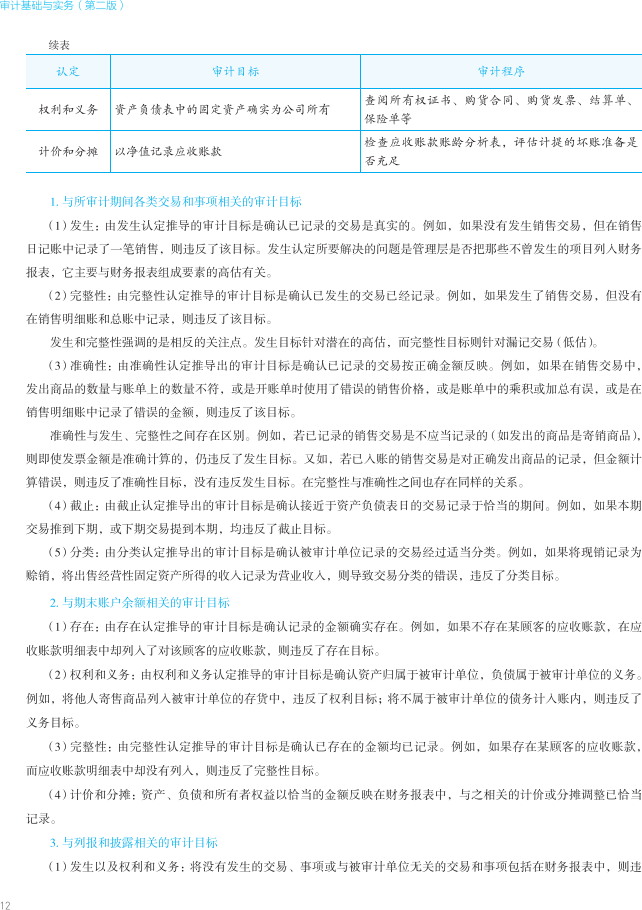 审计基础与实务（第二版）
续表
认定 审计目标 审计程序
权利和义务 资产负债表中的固定资产确实为公司所有 查阅所有权证书、购货合同、购货发票、结算单、
保险单等
计价和分摊 以净值记录应收账款 检查应收账款账龄分析表，评估计提的坏账准备是
否充足
1. 与所审计期间各类交易和事项相关的审计目标
（1）发生：由发生认定推导的审计目标是确认已记录的交易是真实的。例如，如果没有发生销售交易，但在销售
日记账中记录了一笔销售，则违反了该目标。发生认定所要解决的问题是管理层是否把那些不曾发生的项目列入财务
报表，它主要与财务报表组成要素的高估有关。
（2）完整性：由完整性认定推导的审计目标是确认已发生的交易已经记录。例如，如果发生了销售交易，但没有
在销售明细账和总账中记录，则违反了该目标。
发生和完整性强调的是相反的关注点。发生目标针对潜在的高估，而完整性目标则针对漏记交易（低估）。
（3）准确性：由准确性认定推导出的审计目标是确认已记录的交易按正确金额反映。例如，如果在销售交易中，
发出商品的数量与账单上的数量不符，或是开账单时使用了错误的销售价格，或是账单中的乘积或加总有误，或是在
销售明细账中记录了错误的金额，则违反了该目标。
准确性与发生、完整性之间存在区别。例如，若已记录的销售交易是不应当记录的（如发出的商品是寄销商品），
则即使发票金额是准确计算的，仍违反了发生目标。又如，若已入账的销售交易是对正确发出商品的记录，但金额计
算错误，则违反了准确性目标，没有违反发生目标。在完整性与准确性之间也存在同样的关系。
（4）截止：由截止认定推导出的审计目标是确认接近于资产负债表日的交易记录于恰当的期间。例如，如果本期
交易推到下期，或下期交易提到本期，均违反了截止目标。
（5）分类：由分类认定推导出的审计目标是确认被审计单位记录的交易经过适当分类。例如，如果将现销记录为
赊销，将出售经营性固定资产所得的收入记录为营业收入，则导致交易分类的错误，违反了分类目标。
2. 与期末账户余额相关的审计目标
（1）存在：由存在认定推导的审计目标是确认记录的金额确实存在。例如，如果不存在某顾客的应收账款，在应
收账款明细表中却列入了对该顾客的应收账款，则违反了存在目标。
（2）权利和义务：由权利和义务认定推导的审计目标是确认资产归属于被审计单位，负债属于被审计单位的义务。
例如，将他人寄售商品列入被审计单位的存货中，违反了权利目标；将不属于被审计单位的债务计入账内，则违反了
义务目标。
（3）完整性：由完整性认定推导的审计目标是确认已存在的金额均已记录。例如，如果存在某顾客的应收账款，
而应收账款明细表中却没有列入，则违反了完整性目标。
（4）计价和分摊：资产、负债和所有者权益以恰当的金额反映在财务报表中，与之相关的计价或分摊调整已恰当
记录。
3. 与列报和披露相关的审计目标
（1）发生以及权利和义务：将没有发生的交易、事项或与被审计单位无关的交易和事项包括在财务报表中，则违
12